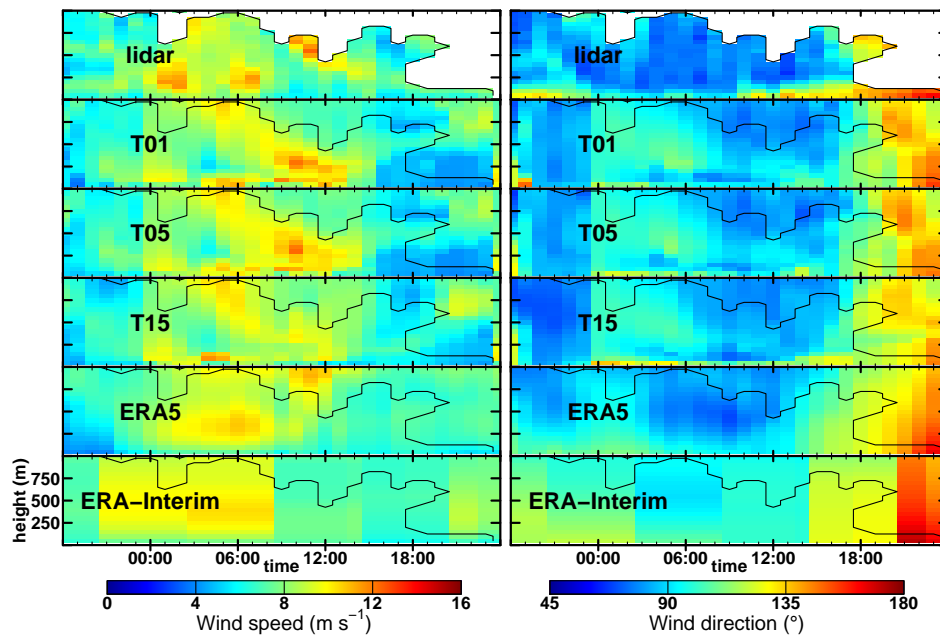 lidar
lidar
T01
T01
T05
T05
T15
T15
ERA5
ERA5
height (m)
750
500
250
ERA−Interim
ERA−Interim
00:00 06:00 12:00 18:00
time
00:00 06:00 12:00 18:00
time
0 4 8 12 16
Wind speed (m s⁻¹)
45 90 135 180
Wind direction (°)